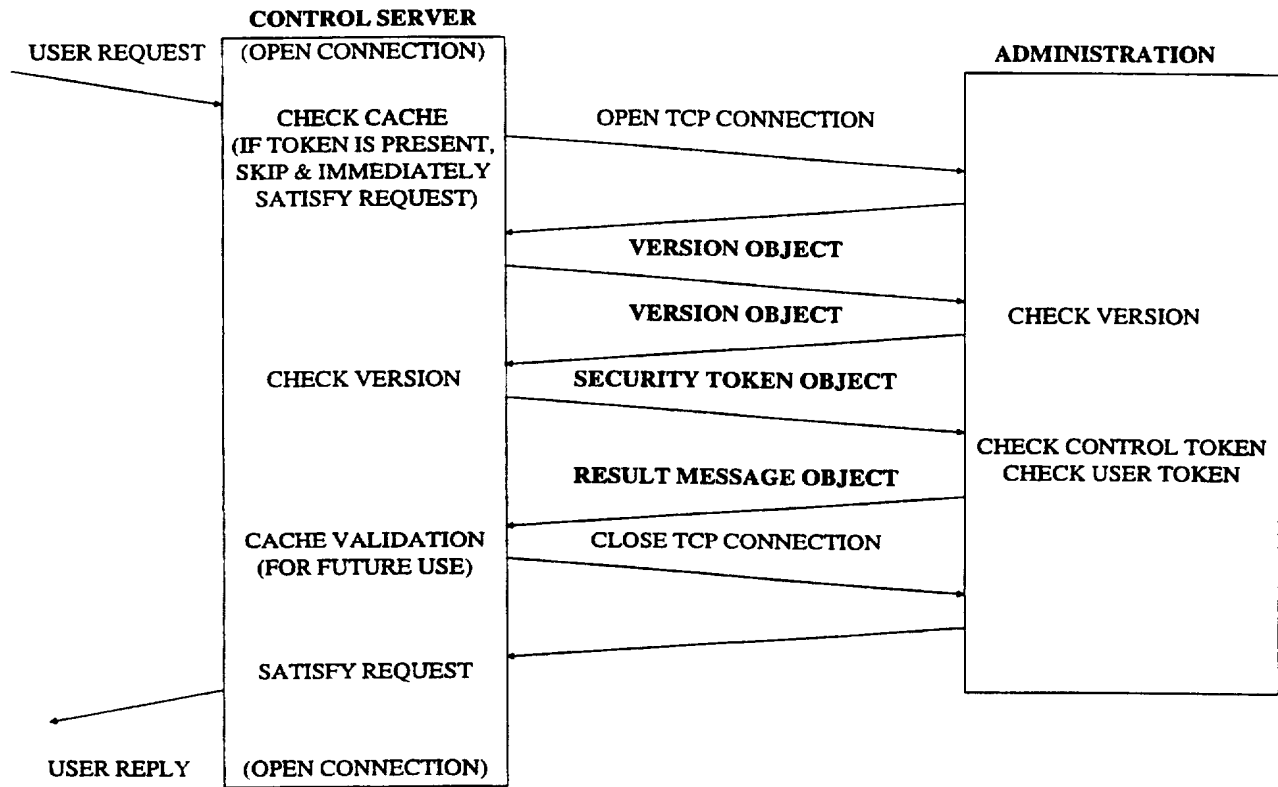 CONTROL SERVER
USER REQUEST
(OPEN CONNECTION)
ADMINISTRATION
CHECK CACHE
(IF TOKEN IS PRESENT,
SKIP & IMMEDIATELY
SATISFY REQUEST)
OPEN TCP CONNECTION
VERSION OBJECT
VERSION OBJECT
CHECK VERSION
CHECK VERSION
SECURITY TOKEN OBJECT
CHECK CONTROL TOKEN
CHECK USER TOKEN
RESULT MESSAGE OBJECT
CACHE VALIDATION
(FOR FUTURE USE)
CLOSE TCP CONNECTION
SATISFY REQUEST
USER REPLY
(OPEN CONNECTION)